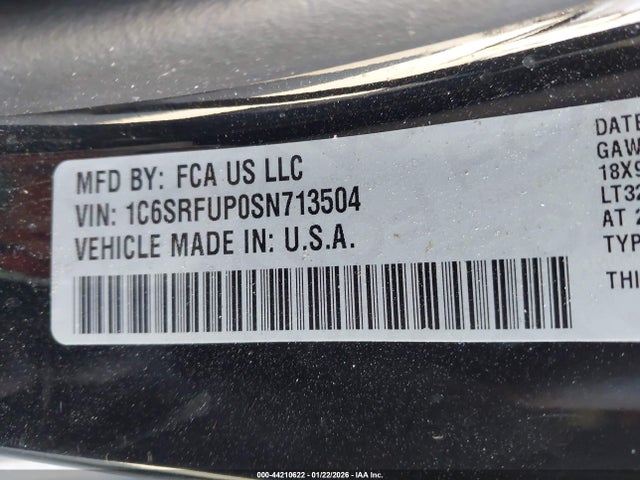 MFD BY: FCA US LLC
VIN: 1C6SRFUP0SN713504
VEHICLE MADE IN: U.S.A.
DATE
GAW
18X9
LT32
AT 2
TYP
THI
000-44210622 - 01/22/2026 - IAA Inc.